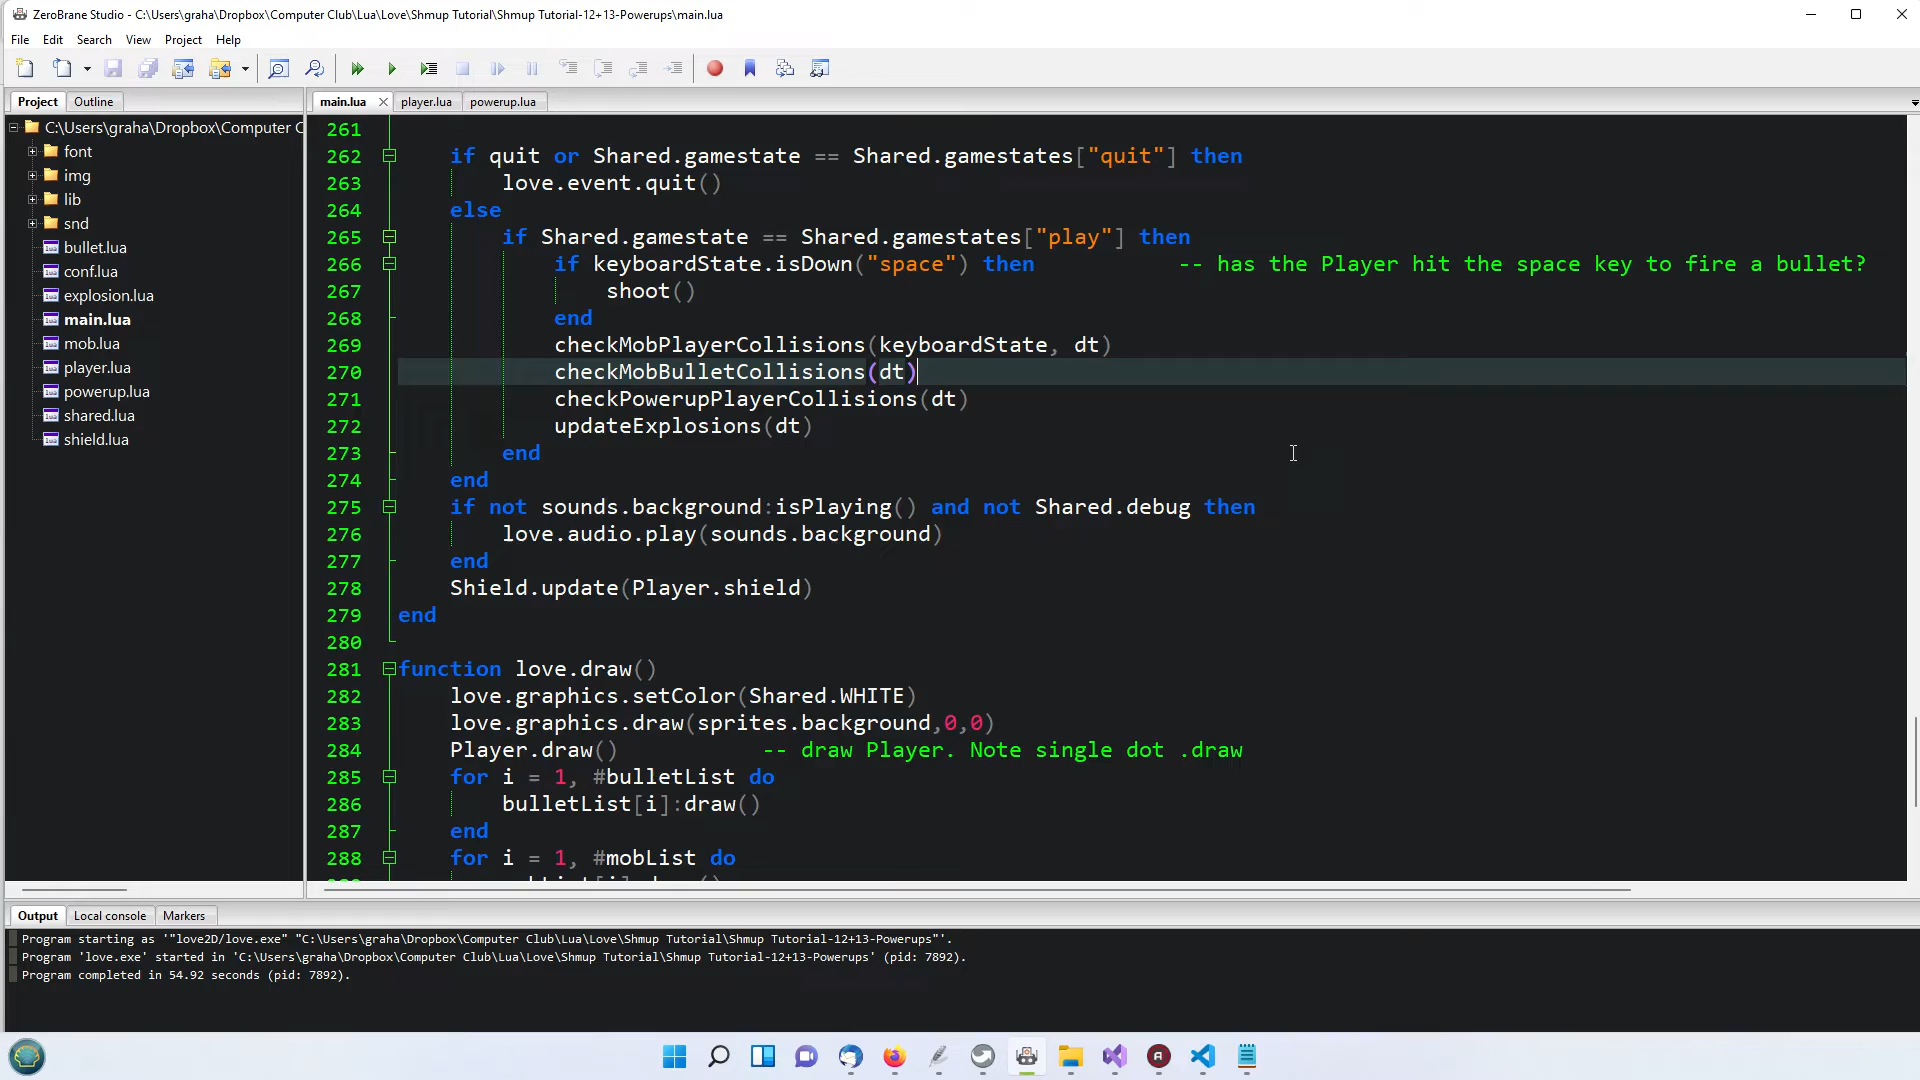 ZeroBrane Studio - C:\Users\graha\Dropbox\Computer Club\Lua\Love\Shmup Tutorial\Shmup Tutorial-12+13-Powerups\main.lua
File Edit Search View Project Help
Project Outline
main.lua player.lua powerup.lua
C:\Users\graha\Dropbox\Computer C
font
img
lib
snd
bullet.lua
conf.lua
explosion.lua
main.lua
mob.lua
player.lua
powerup.lua
shared.lua
shield.lua
261
262 if quit or Shared.gamestate == Shared.gamestates["quit"] then
263 love.event.quit()
264 else
265 if Shared.gamestate == Shared.gamestates["play"] then
266 if keyboardState.isDown("space") then -- has the Player hit the space key to fire a bullet?
267 shoot()
268 end
269 checkMobPlayerCollisions(keyboardState, dt)
270 checkMobBulletCollisions(dt)
271 checkPowerupPlayerCollisions(dt)
272 updateExplosions(dt)
273 end
274 end
275 if not sounds.background:isPlaying() and not Shared.debug then
276 love.audio.play(sounds.background)
277 end
278 Shield.update(Player.shield)
279 end
280
281 function love.draw()
282 love.graphics.setColor(Shared.WHITE)
283 love.graphics.draw(sprites.background,0,0)
284 Player.draw() -- draw Player. Note single dot .draw
285 for i = 1, #bulletList do
286 bulletList[i]:draw()
287 end
288 for i = 1, #mobList do
Output Local console Markers
Program starting as '"love2D/love.exe" "C:\Users\graha\Dropbox\Computer Club\Lua\Love\Shmup Tutorial\Shmup Tutorial-12+13-Powerups"'.
Program 'love.exe' started in 'C:\Users\graha\Dropbox\Computer Club\Lua\Love\Shmup Tutorial\Shmup Tutorial-12+13-Powerups' (pid: 7892).
Program completed in 54.92 seconds (pid: 7892).